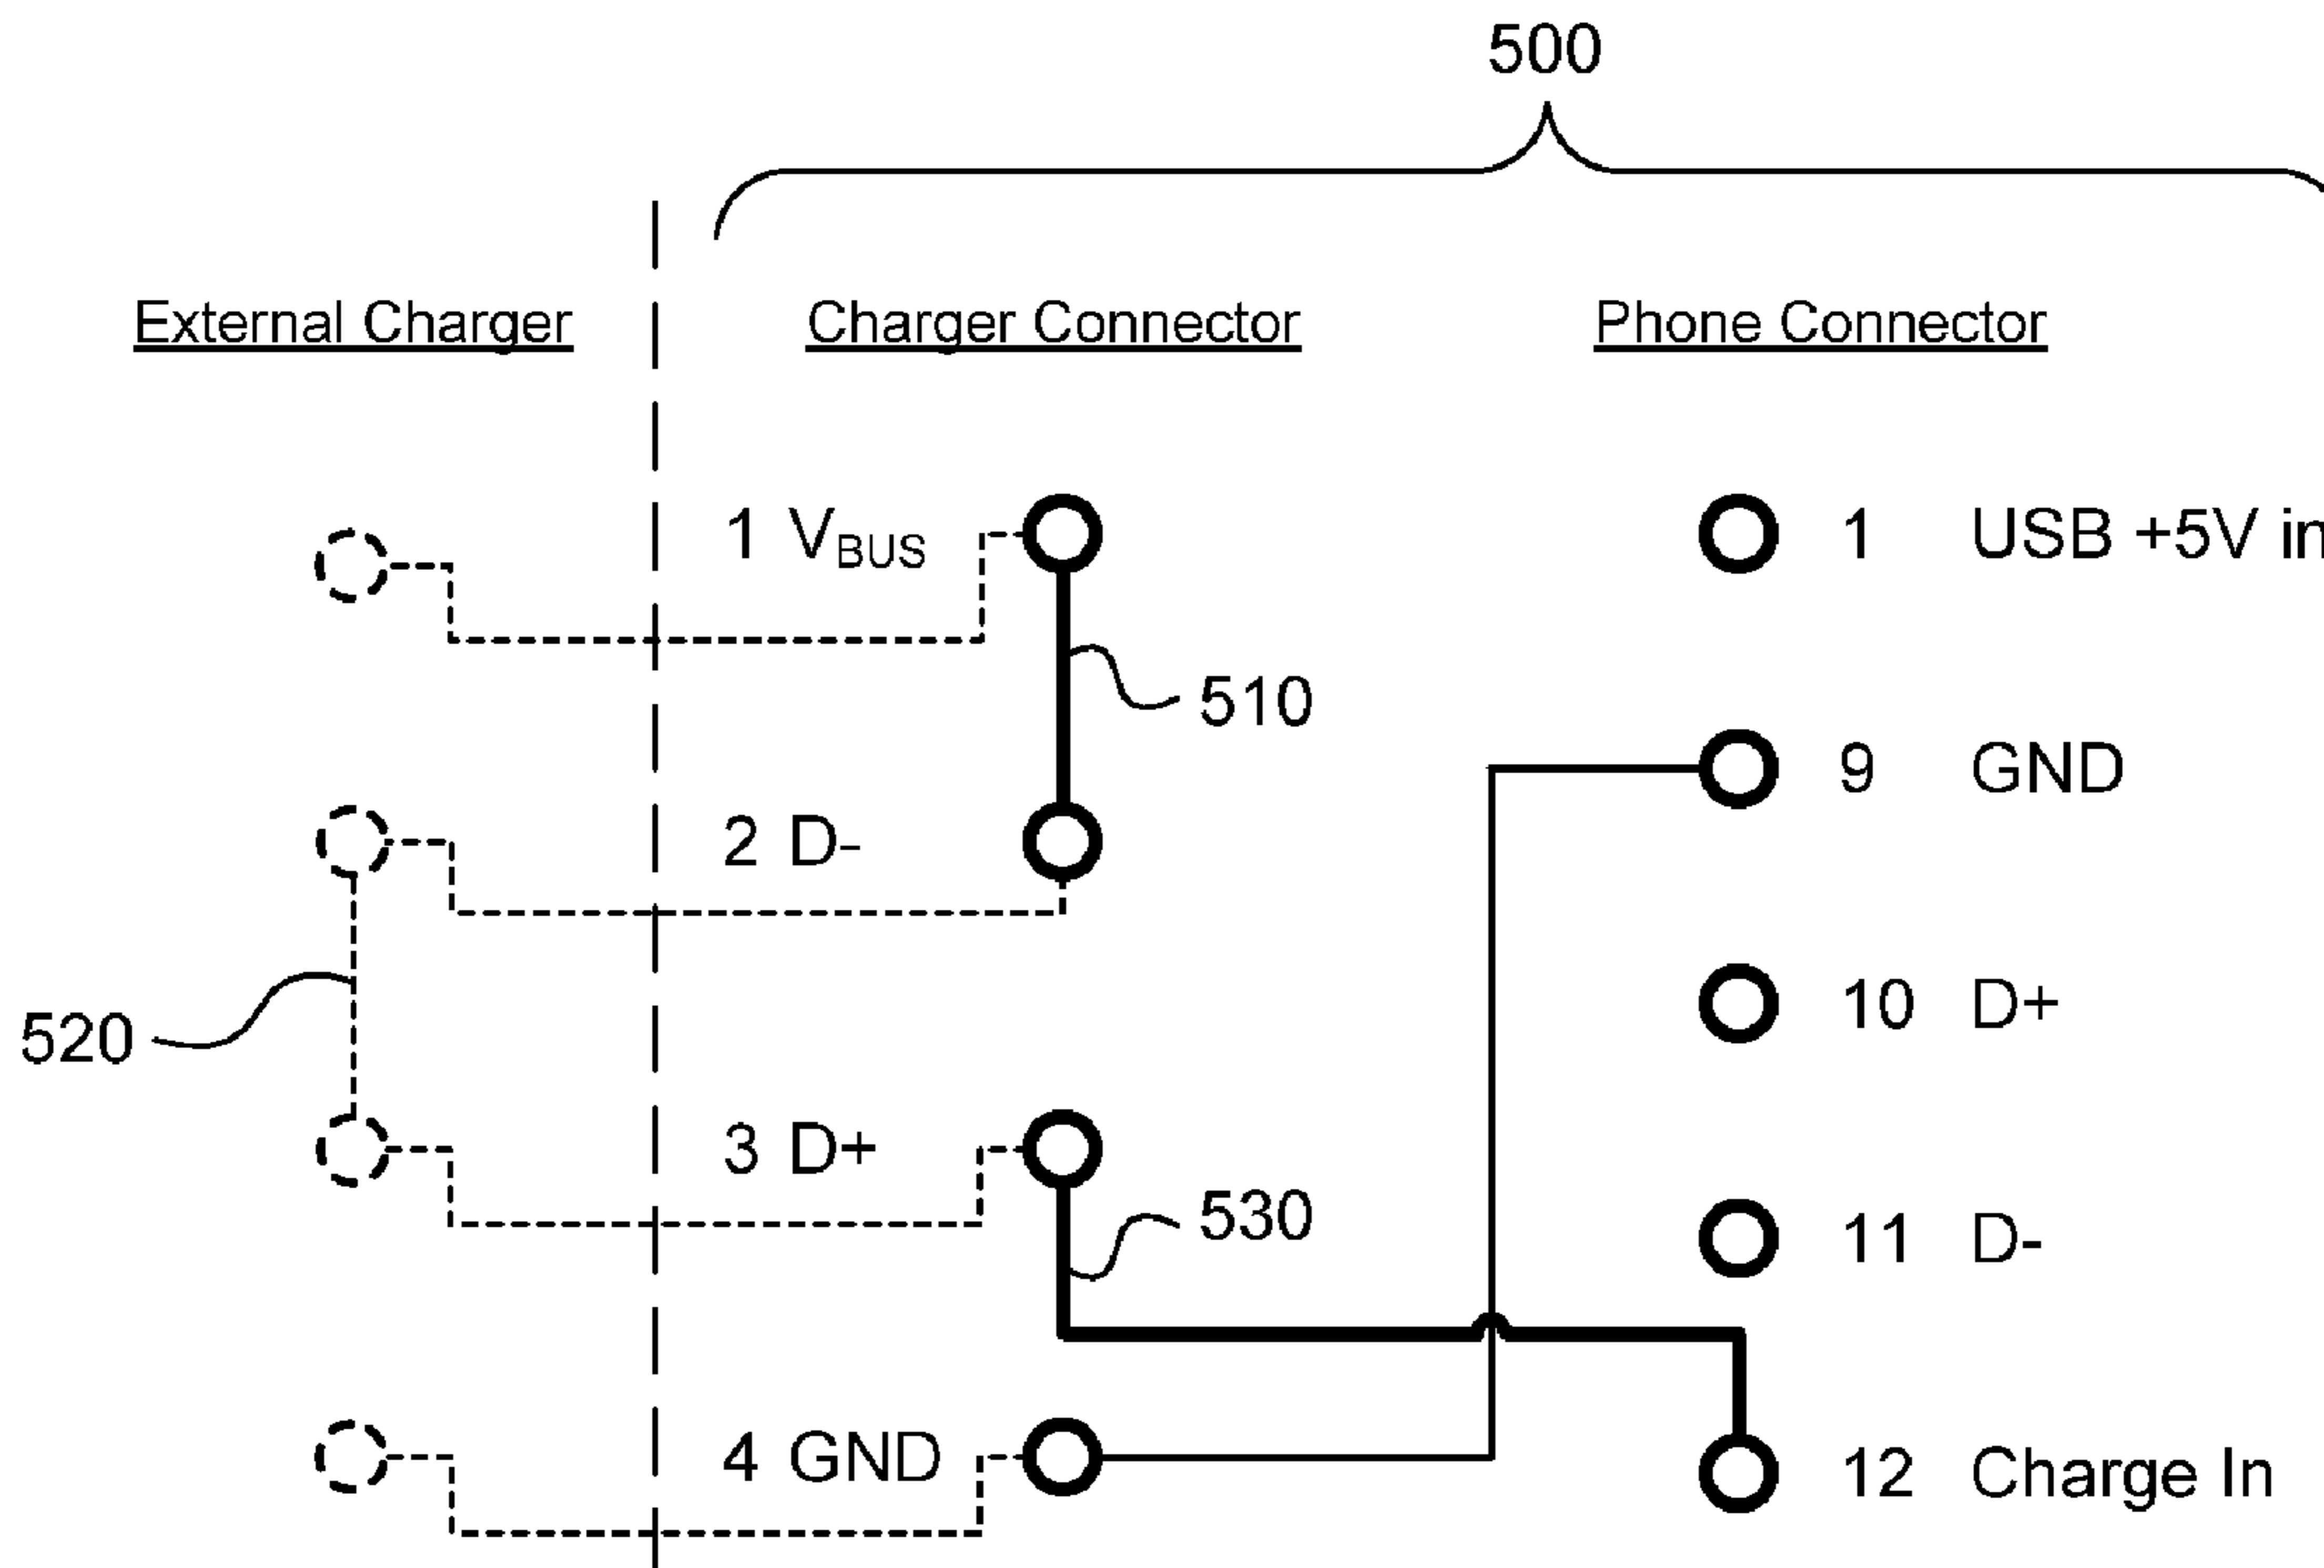 500
External Charger
Charger Connector
Phone Connector
1 VBUS
1 USB +5V in
510
9 GND
2 D-
10 D+
520
3 D+
530
11 D-
4 GND
12 Charge In